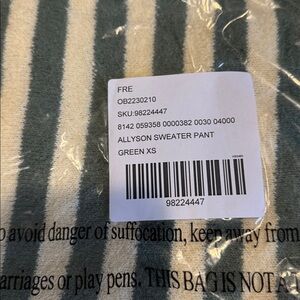 FRE
OB2230210
SKU:98224447
8142 059358 0000382 0030 04000
ALLYSON SWEATER PANT
GREEN XS
98224447
o avoid danger of suffocation, keep away from
arriages or play pens. THIS BAG IS NOT A T